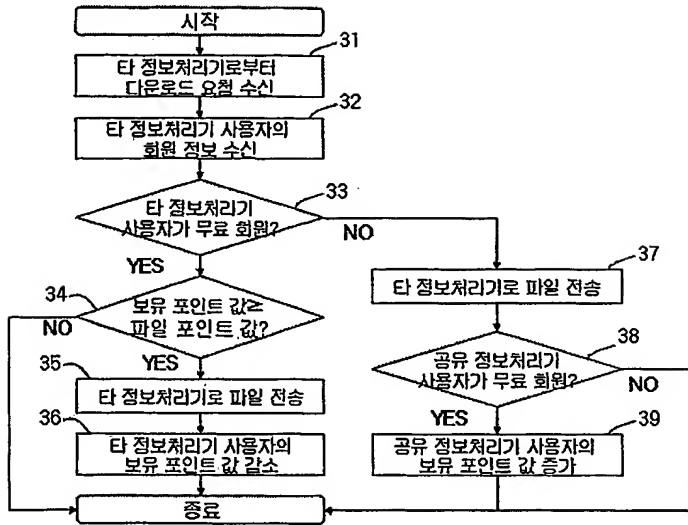 시작
31
타 정보처리기로부터
다운로드 요청 수신
32
타 정보처리기 사용자의
회원 정보 수신
33
타 정보처리기
사용자가 무료 회원?
NO
YES
34
보유 포인트 값≥
파일 포인트 값?
NO
YES
35
타 정보처리기로 파일 전송
36
타 정보처리기 사용자의
보유 포인트 값 감소
37
타 정보처리기로 파일 전송
38
공유 정보처리기
사용자가 무료 회원?
NO
YES
39
공유 정보처리기 사용자의
보유 포인트 값 증가
종료